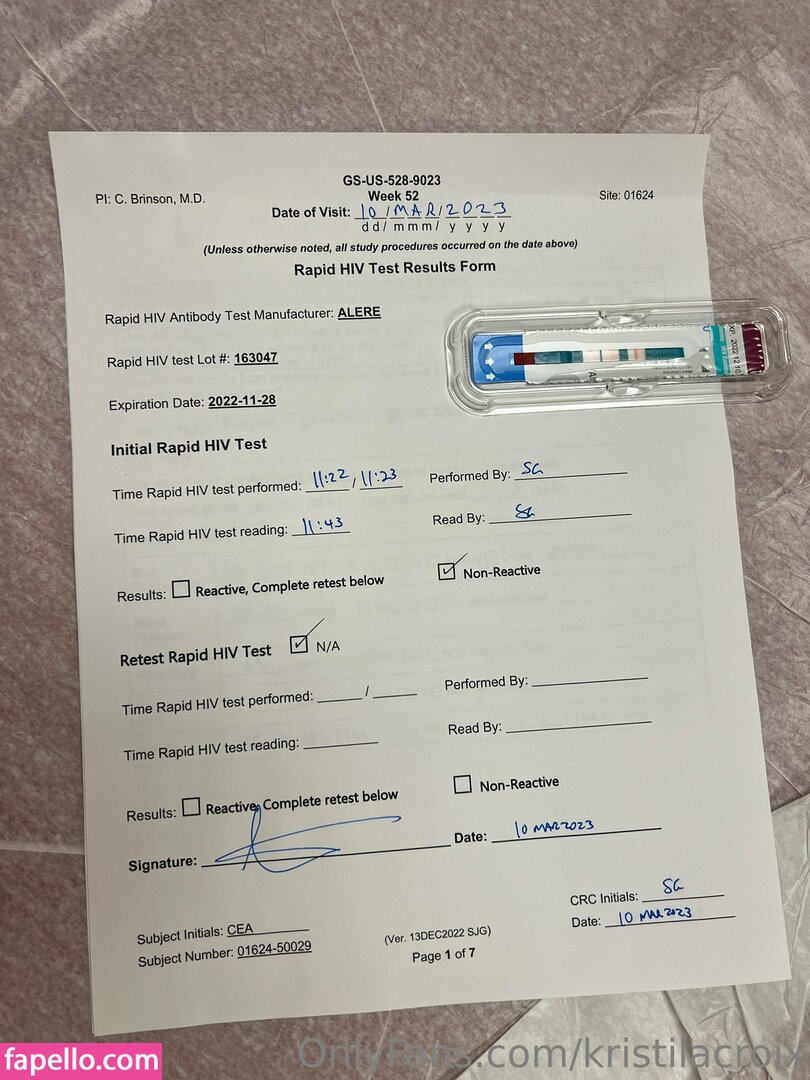 GS-US-528-9023
PI: C. Brinson, M.D. Week 52 Site: 01624
Date of Visit: 10/MAR/2023
dd/ mmm/ y y y y
(Unless otherwise noted, all study procedures occurred on the date above)
Rapid HIV Test Results Form
Rapid HIV Antibody Test Manufacturer: ALERE
Rapid HIV test Lot #: 163047
Expiration Date: 2022-11-28
Initial Rapid HIV Test
Time Rapid HIV test performed: 11:22 / 11:23 Performed By: SG
Time Rapid HIV test reading: 11:43 Read By: SG
Results: Reactive, Complete retest below Non-Reactive
Retest Rapid HIV Test N/A
Time Rapid HIV test performed: / Performed By:
Time Rapid HIV test reading: Read By:
Results: Reactive, Complete retest below Non-Reactive
Signature: Date: 10 MAR 2023
CRC Initials: SG
Subject Initials: CEA Date: 10 MAR 2023
Subject Number: 01624-50029 (Ver. 13DEC2022 SJG)
Page 1 of 7
fapello.com
OnlyFans.com/kristilacroix